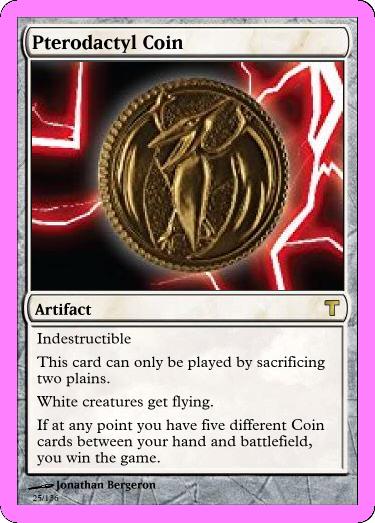 Pterodactyl Coin
Artifact
T
Indestructible
This card can only be played by sacrificing
two plains.
White creatures get flying.
If at any point you have five different Coin
cards between your hand and battlefield,
you win the game.
Jonathan Bergeron
25/136